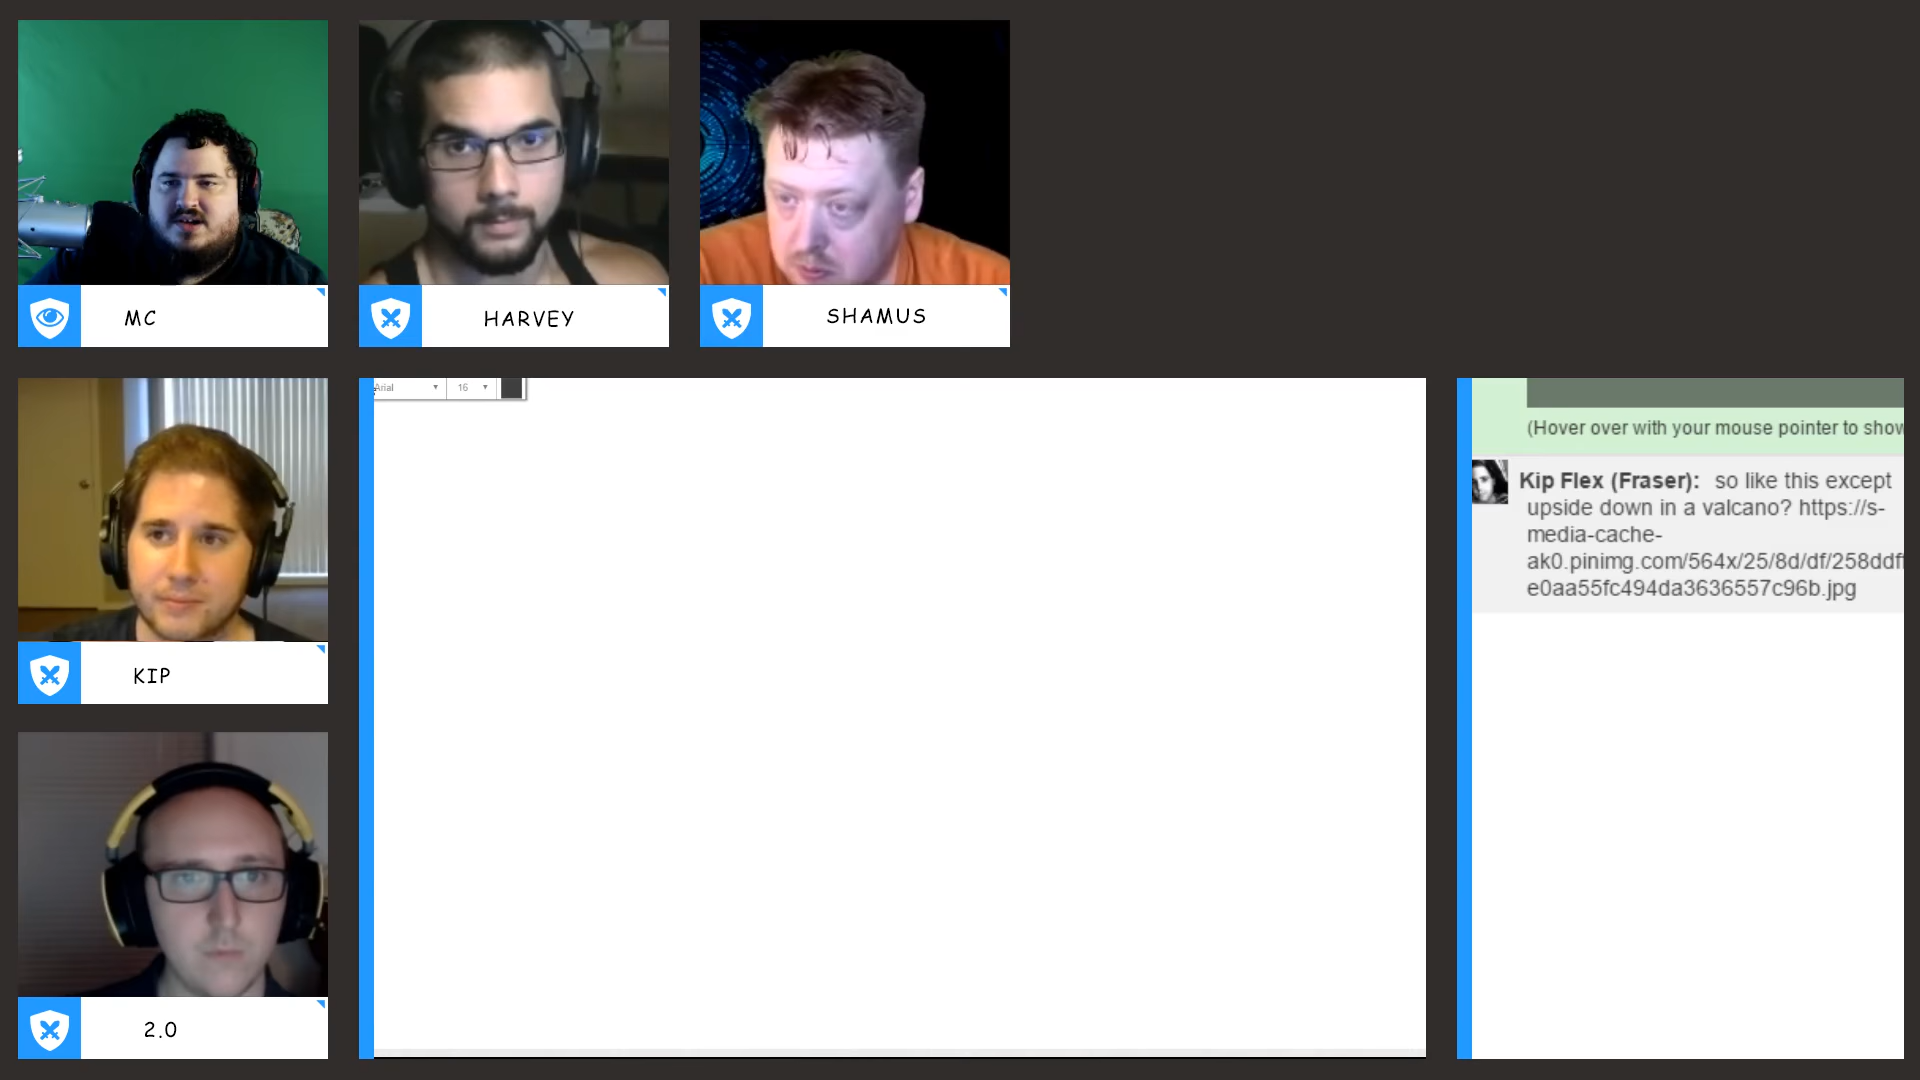 MC
HARVEY
SHAMUS
KIP
2.0
Arial
16
(Hover over with your mouse pointer to show
Kip Flex (Fraser): so like this except
upside down in a valcano? https://s-
media-cache-
ak0.pinimg.com/564x/25/8d/df/258ddf
e0aa55fc494da3636557c96b.jpg